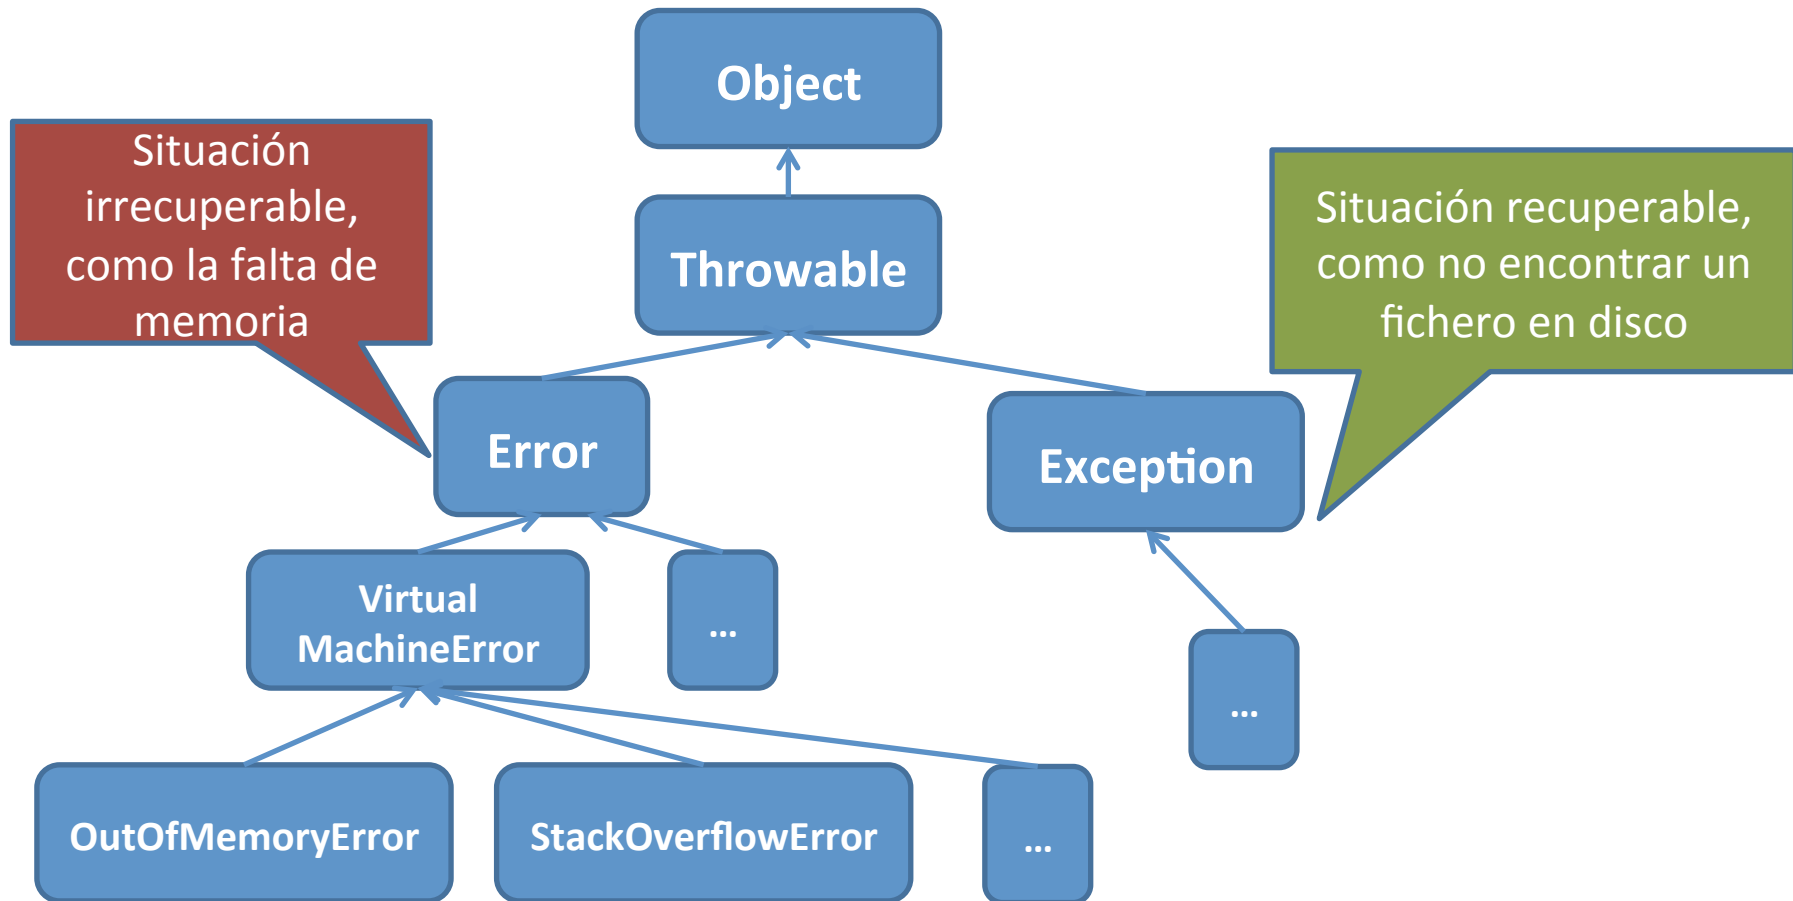 Object
Situación
irrecuperable,
como la falta de
memoria
Throwable
Situación recuperable,
como no encontrar un
fichero en disco
Error
Exception
Virtual
MachineError
...
...
OutOfMemoryError
StackOverflowError
...